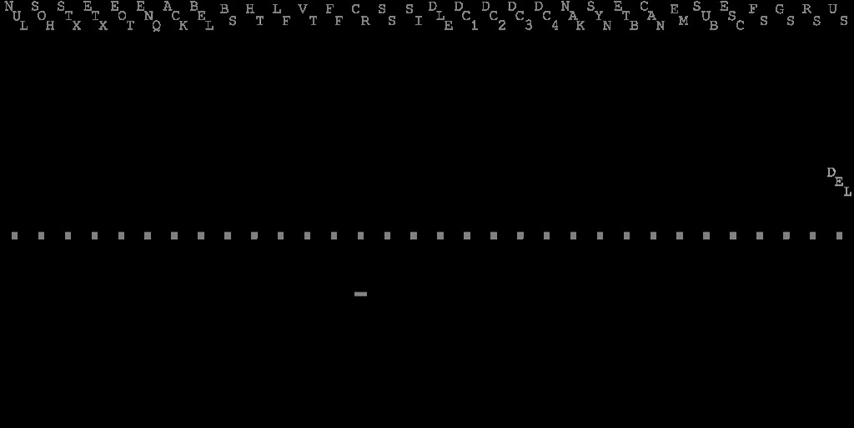 NUL SOH STX ETX EOT ENQ ACK BEL BS HT LF VT FF CR SS SI DLE DC1 DC2 DC3 DC4 NAK SYN ETB CAN EM SUB ESC FS GS RS US
DEL